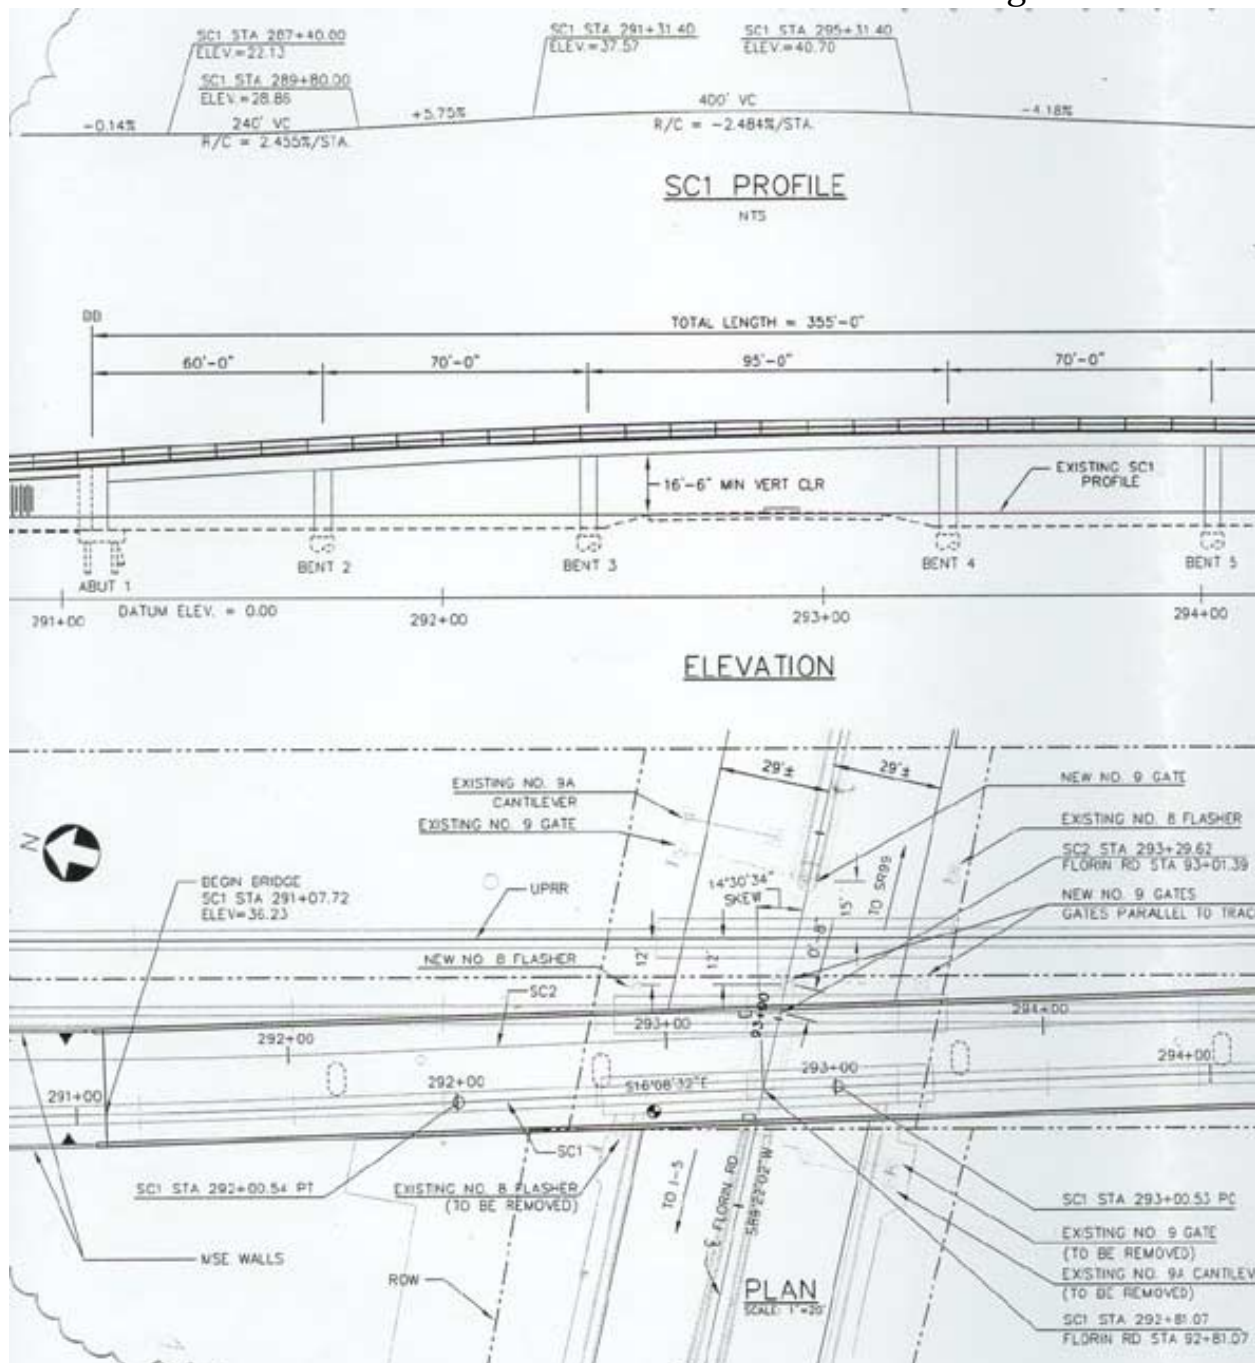 SC1 STA 287+40.00
ELEV.=22.13
SC1 STA 289+80.00
ELEV.=28.86
SC1 STA 291+31.40
ELEV.=37.57
SC1 STA 295+31.40
ELEV.=40.70
-0.14%
240' VC
R/C = 2.455%/STA.
+5.75%
400' VC
R/C = -2.484%/STA.
-4.18%
SC1 PROFILE
NTS
BB
TOTAL LENGTH = 355'-0"
60'-0"
70'-0"
95'-0"
70'-0"
16'-6" MIN VERT CLR
EXISTING SC1
PROFILE
ABUT 1
BENT 2
BENT 3
BENT 4
BENT 5
291+00
DATUM ELEV. = 0.00
292+00
293+00
294+00
ELEVATION
N
EXISTING NO. 9A
CANTILEVER
EXISTING NO. 9 GATE
29'±
29'±
NEW NO. 9 GATE
EXISTING NO. 8 FLASHER
SC2 STA 293+29.62
FLORIN RD STA 93+01.39
NEW NO. 9 GATES
GATES PARALLEL TO TRAC
BEGIN BRIDGE
SC1 STA 291+07.72
ELEV=36.23
UPRR
14°30'34"
SKEW
15'
TO SR99
NEW NO. 8 FLASHER
12'
12'
SC2
292+00
293+00
93+00
294+00
291+00
292+00
S16°08'32"E
293+00
294+00
SC1
SC1 STA 292+00.54 PT
EXISTING NO. 8 FLASHER
(TO BE REMOVED)
TO I-5
FLORIN RD
MSE WALLS
ROW
PLAN
SCALE: 1"=20'
SC1 STA 293+00.53 PC
EXISTING NO. 9 GATE
(TO BE REMOVED)
EXISTING NO. 9A CANTILEV
(TO BE REMOVED)
SC1 STA 292+81.07
FLORIN RD STA 92+81.07